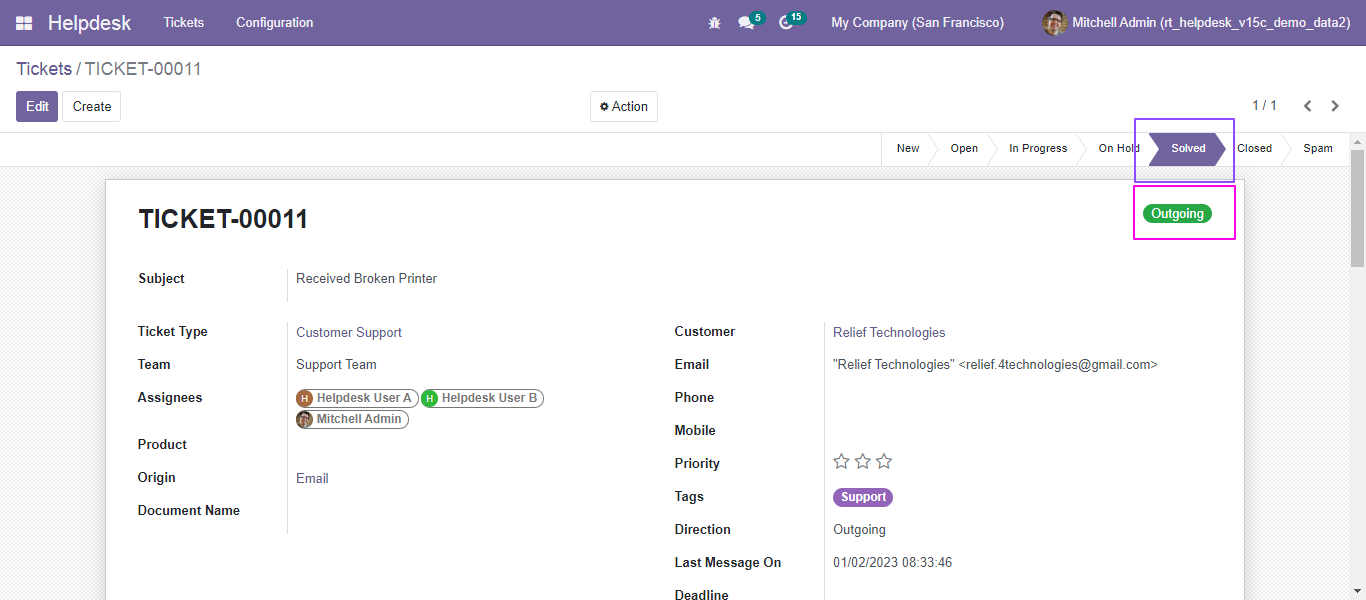 Helpdesk Tickets Configuration 5 15 My Company (San Francisco) Mitchell Admin (rt_helpdesk_v15c_demo_data2)
Tickets / TICKET-00011
Edit Create Action 1 / 1
New Open In Progress On Hold Solved Closed Spam
TICKET-00011
Outgoing
Subject Received Broken Printer
Ticket Type Customer Support
Team Support Team
Assignees H Helpdesk User A H Helpdesk User B
Mitchell Admin
Product
Origin Email
Document Name
Customer Relief Technologies
Email "Relief Technologies" <relief.4technologies@gmail.com>
Phone
Mobile
Priority
Tags Support
Direction Outgoing
Last Message On 01/02/2023 08:33:46
Deadline